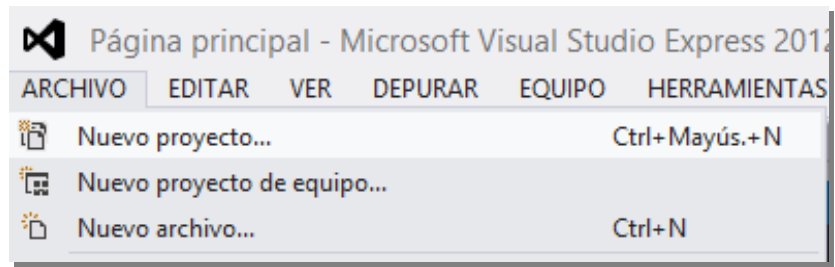 Página principal - Microsoft Visual Studio Express 2012
ARCHIVO EDITAR VER DEPURAR EQUIPO HERRAMIENTAS
Nuevo proyecto... Ctrl+Mayús.+N
Nuevo proyecto de equipo...
Nuevo archivo... Ctrl+N